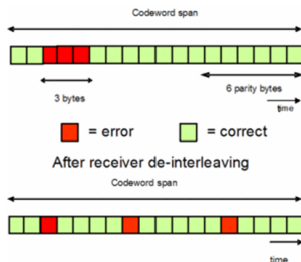 Codeword span
6 parity bytes
3 bytes
time
= error
= correct
After receiver de-interleaving
Codeword span
time